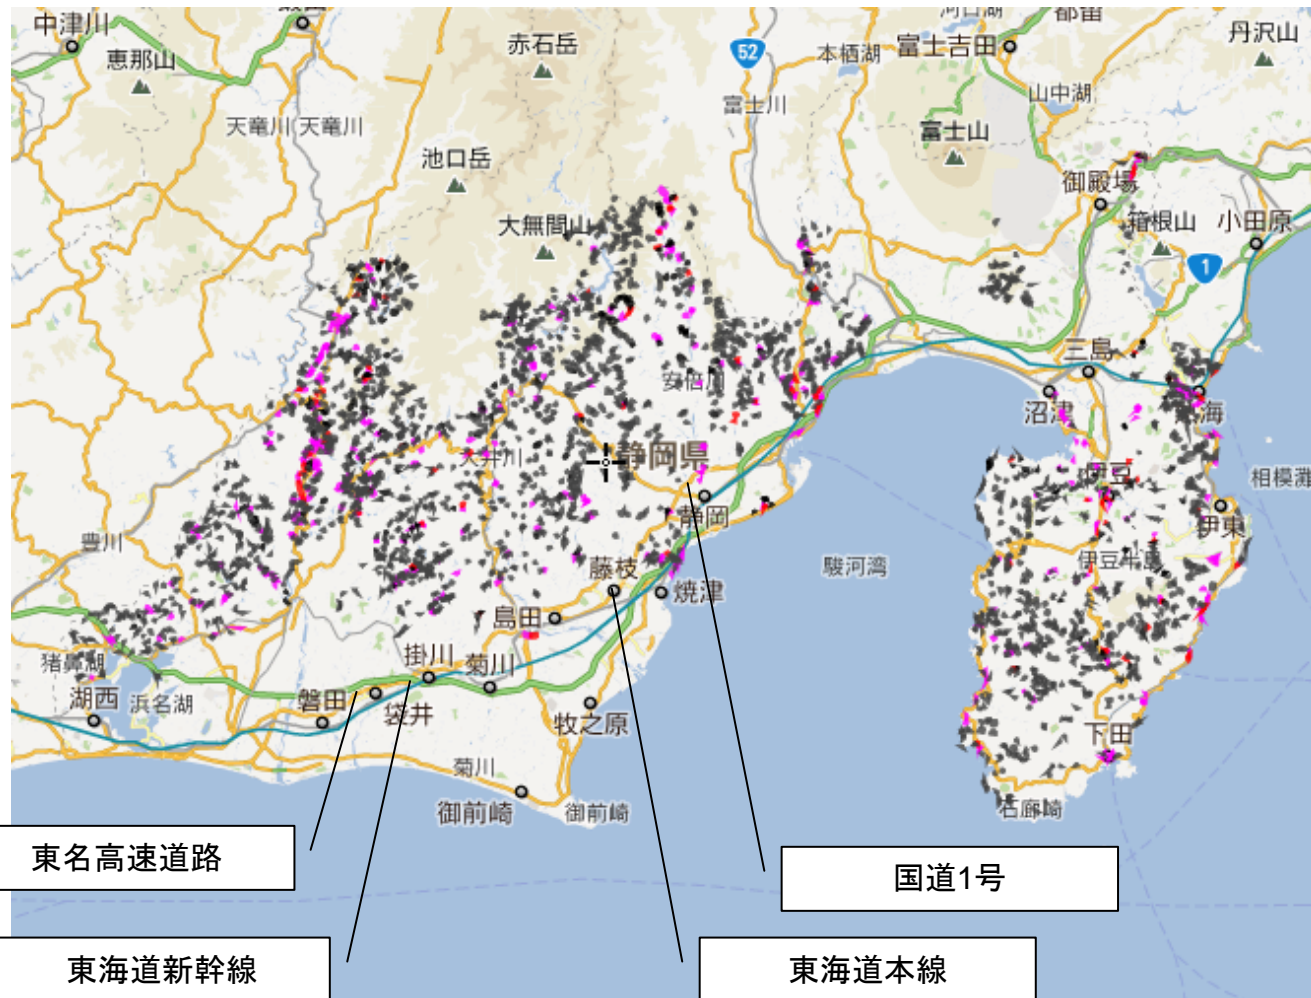 中津川
恵那山
赤石岳
52
本栖湖
河口湖
都留
富士吉田
丹沢山
山中湖
富士川
天竜川
天竜川
富士山
池口岳
御殿場
大無間山
箱根山
小田原
1
三島
安倍川
沼津
海
大井川
静岡県
伊豆
相模灘
静岡
伊東
豊川
駿河湾
伊豆半島
藤枝
焼津
島田
猪鼻湖
掛川
菊川
湖西
浜名湖
磐田
袋井
牧之原
下田
菊川
御前崎
御前崎
石廊崎
東名高速道路
国道1号
東海道新幹線
東海道本線